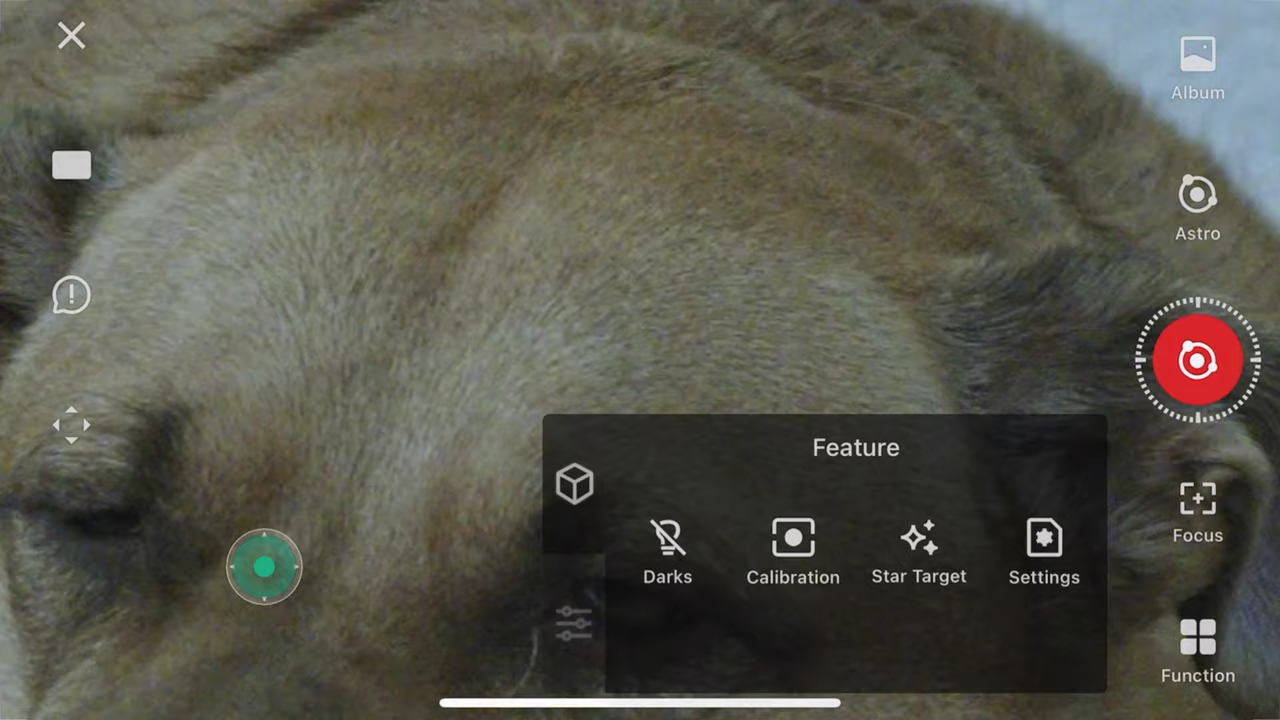 Album
Astro
Feature
Darks
Calibration
Star Target
Settings
Focus
Function